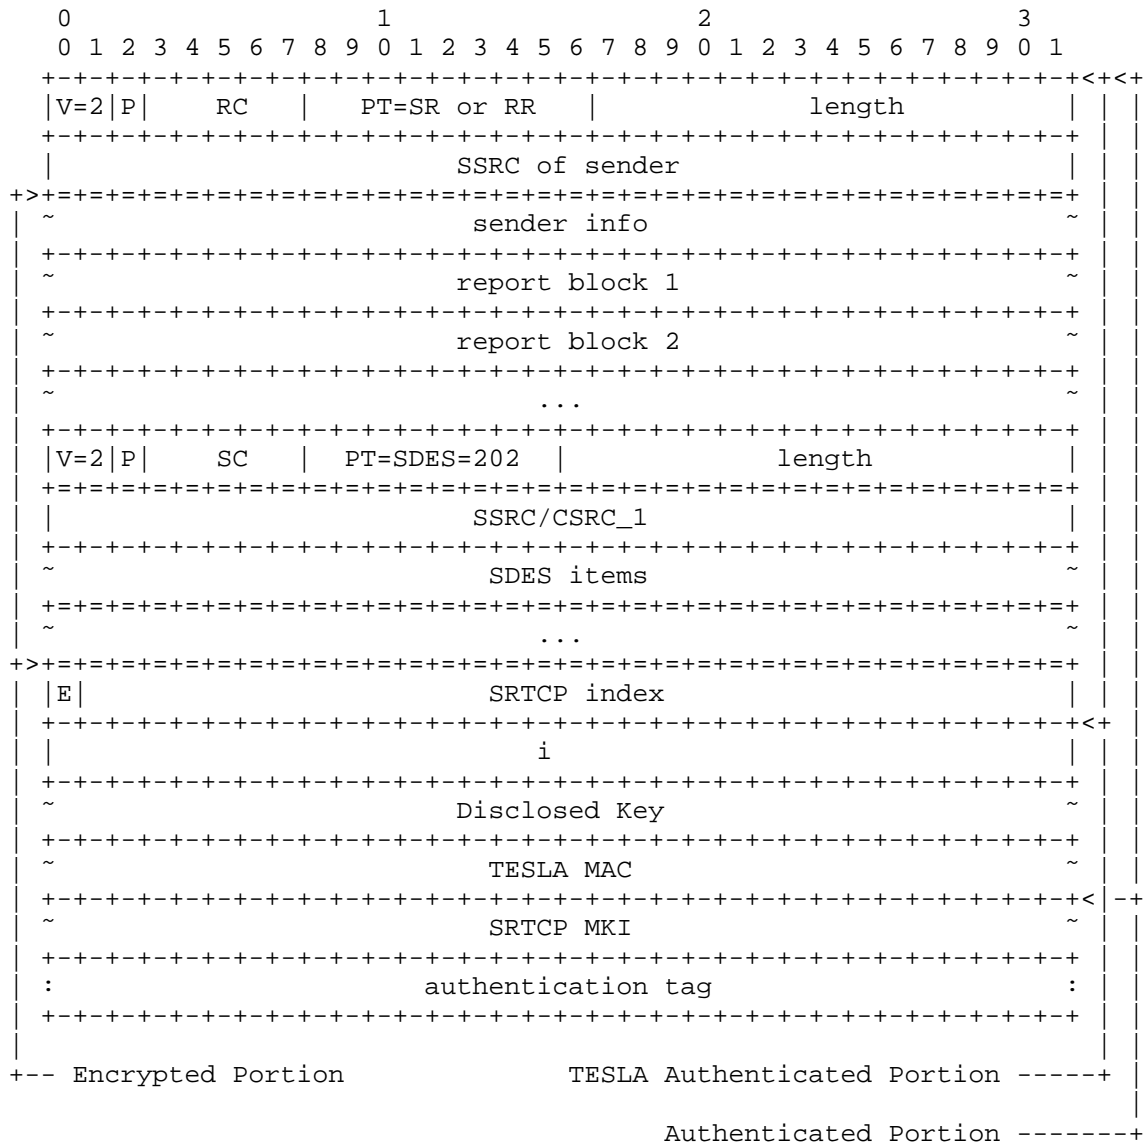 0                   1                   2                   3
 0 1 2 3 4 5 6 7 8 9 0 1 2 3 4 5 6 7 8 9 0 1 2 3 4 5 6 7 8 9 0 1
|V=2|P| RC | PT=SR or RR | length |
SSRC of sender
sender info
report block 1
report block 2
...
|V=2|P| SC | PT=SDES=202 | length |
SSRC/CSRC_1
SDES items
...
|E| SRTCP index
i
Disclosed Key
TESLA MAC
SRTCP MKI
authentication tag
+-- Encrypted Portion TESLA Authenticated Portion -----+
Authenticated Portion -------+